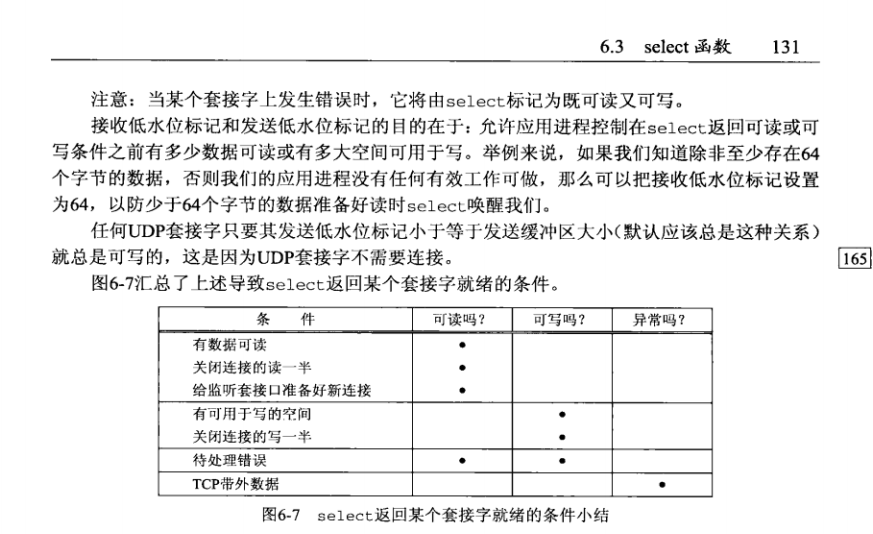 6.3 select 函数 131
注意：当某个套接字上发生错误时，它将由select标记为既可读又可写。
接收低水位标记和发送低水位标记的目的在于：允许应用进程控制在select返回可读或可
写条件之前有多少数据可读或有多大空间可用于写。举例来说，如果我们知道除非至少存在64
个字节的数据，否则我们的应用进程没有任何有效工作可做，那么可以把接收低水位标记设置
为64，以防少于64个字节的数据准备好读时select唤醒我们。
任何UDP套接字只要其发送低水位标记小于等于发送缓冲区大小（默认应该总是这种关系）
就总是可写的，这是因为UDP套接字不需要连接。
165
图6-7汇总了上述导致select返回某个套接字就绪的条件。
条 件 可读吗？ 可写吗？ 异常吗？
有数据可读 •
关闭连接的读一半 •
给监听套接口准备好新连接 •
有可用于写的空间 •
关闭连接的写一半 •
待处理错误 • •
TCP带外数据 •
图6-7 select返回某个套接字就绪的条件小结